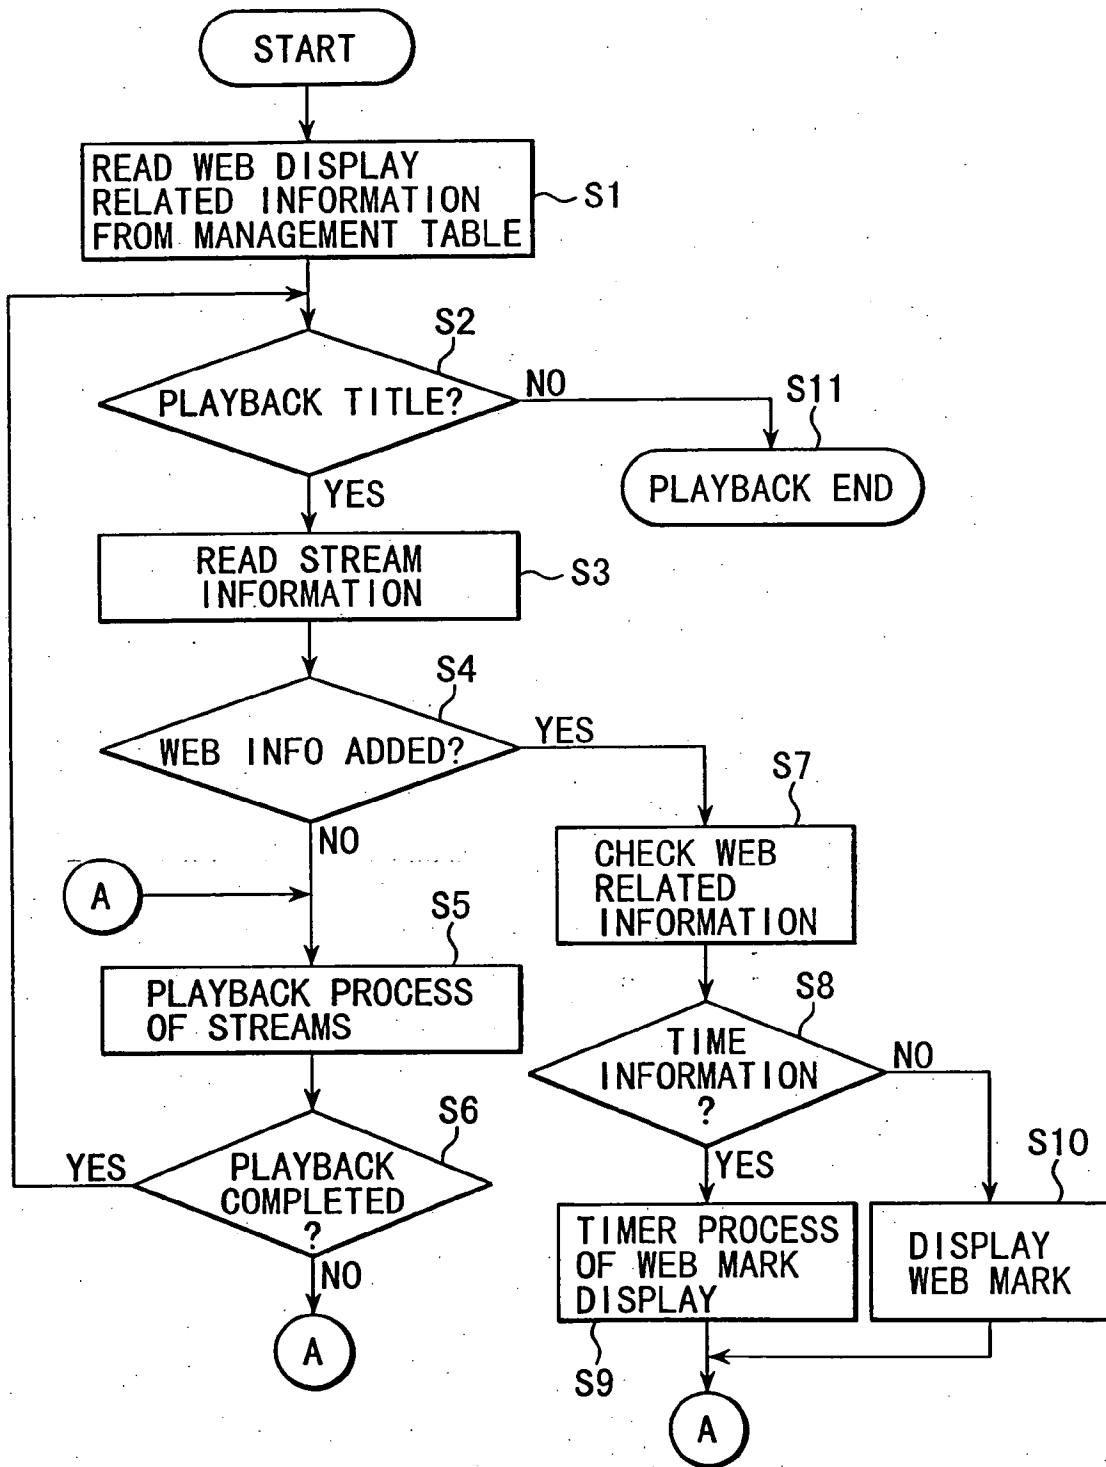 START
READ WEB DISPLAY
RELATED INFORMATION
FROM MANAGEMENT TABLE
S1
S2
PLAYBACK TITLE?
NO
S11
PLAYBACK END
YES
READ STREAM
INFORMATION
S3
S4
WEB INFO ADDED?
YES
NO
S7
CHECK WEB
RELATED
INFORMATION
A
S5
PLAYBACK PROCESS
OF STREAMS
S8
TIME
INFORMATION
?
NO
YES
S6
YES
PLAYBACK
COMPLETED
?
NO
A
S10
TIMER PROCESS
OF WEB MARK
DISPLAY
DISPLAY
WEB MARK
S9
A